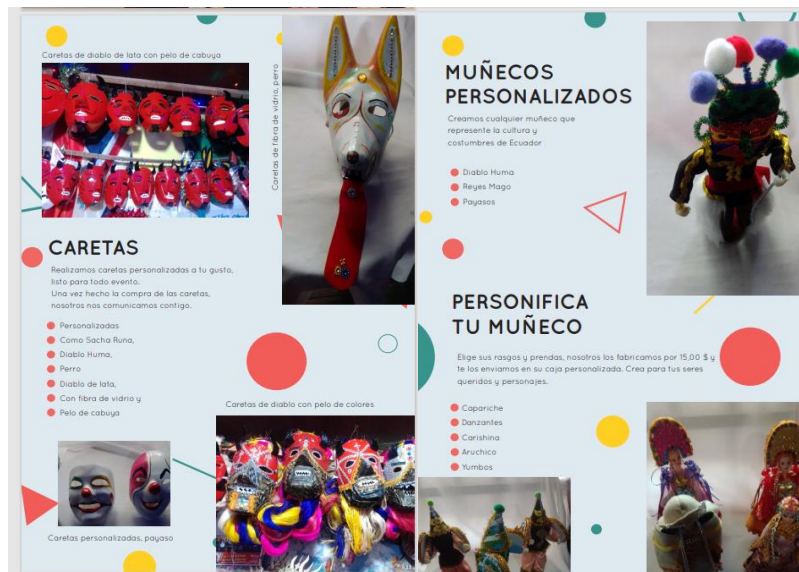 Caretas de diablo de lata con pelo de cabuya
Caretas de fibra de vidrio, perro
CARETAS
Realizamos caretas personalizadas a tu gusto,
listo para todo evento.
Una vez hecho la compra de las caretas,
nosotros nos comunicamos contigo.
Personalizadas
Como Sacha Runa,
Diablo Huma,
Perro
Diablo de lata,
Con fibra de vidrio y
Pelo de cabuya
Caretas de diablo con pelo de colores
Caretas personalizadas, payaso
MUÑECOS
PERSONALIZADOS
Creamos cualquier muñeco que
represente la cultura y
costumbres de Ecuador
Diablo Huma
Reyes Mago
Payasos
PERSONIFICA
TU MUÑECO
Elige sus rasgos y prendas, nosotros los fabricamos por 15,00 $ y
te los enviamos en su caja personalizada. Crea para tus seres
queridos y personajes.
Capariche
Danzantes
Carishina
Aruchico
Yumbos